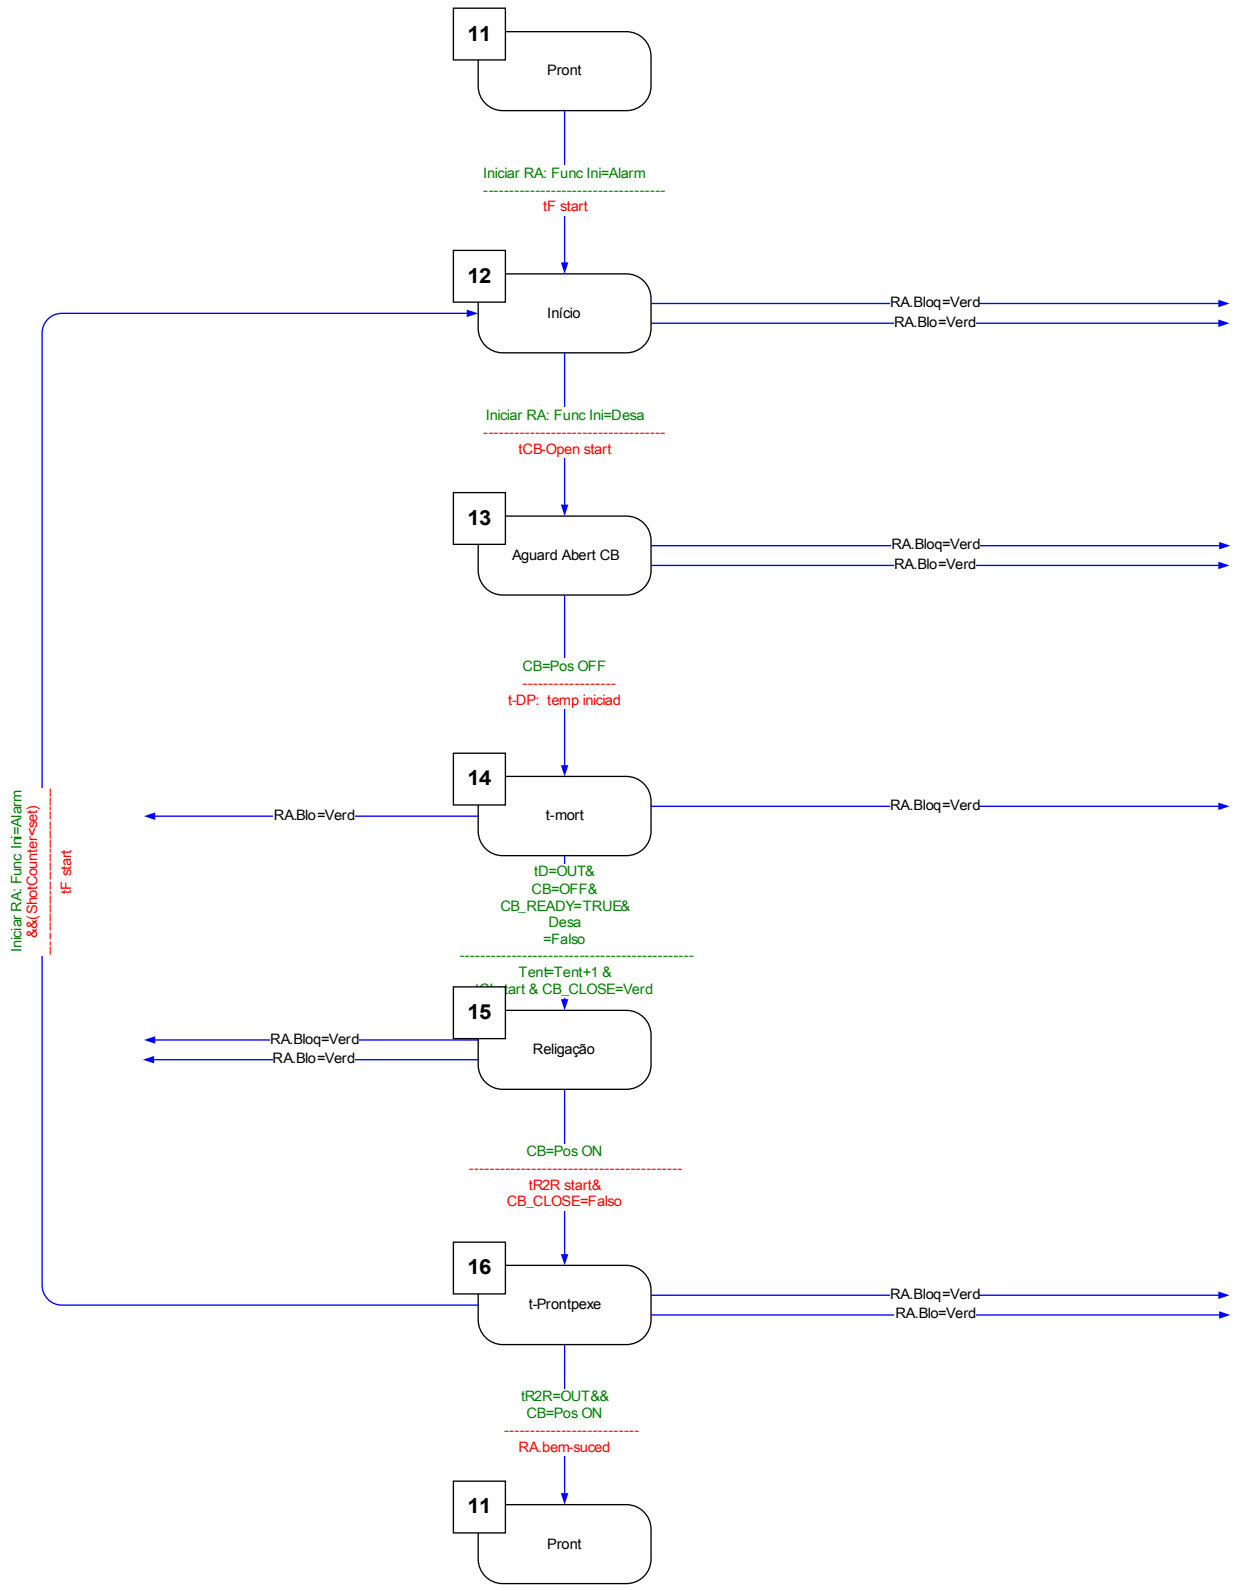 11
Pront
Iniciar RA: Func Ini=Alarm
tF start
12
Início
RA.Bloq=Verd
RA.Blo=Verd
Iniciar RA: Func Ini=Desa
tCB-Open start
13
Aguard Abert CB
RA.Bloq=Verd
RA.Blo=Verd
CB=Pos OFF
t-DP: temp iniciad
14
t-mort
RA.Bloq=Verd
RA.Blo=Verd
Iniciar RA: Func Ini=Alarm
&&(ShotCounter<set)
tF start
tD=OUT&
CB=OFF&
CB_READY=TRUE&
Desa
=Falso
Tent=Tent+1 &
start & CB_CLOSE=Verd
15
Religação
RA.Bloq=Verd
RA.Blo=Verd
CB=Pos ON
tR2R start&
CB_CLOSE=Falso
16
t-Prontpexe
RA.Bloq=Verd
RA.Blo=Verd
tR2R=OUT&&
CB=Pos ON
RA.bem-suced
11
Pront